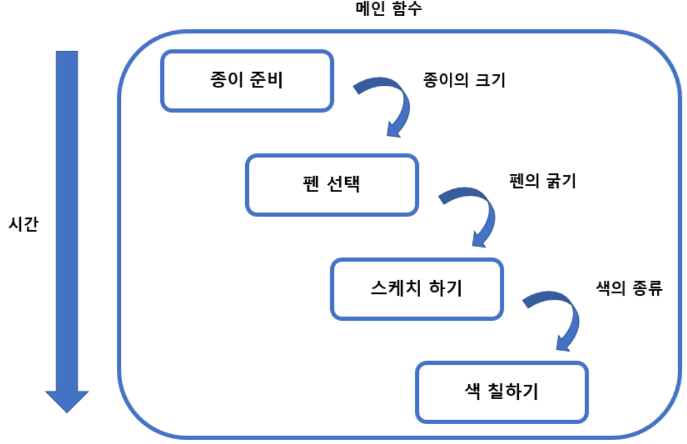 메인 함수
종이 준비
종이의 크기
펜 선택
펜의 굵기
시간
스케치 하기
색의 종류
색 칠하기